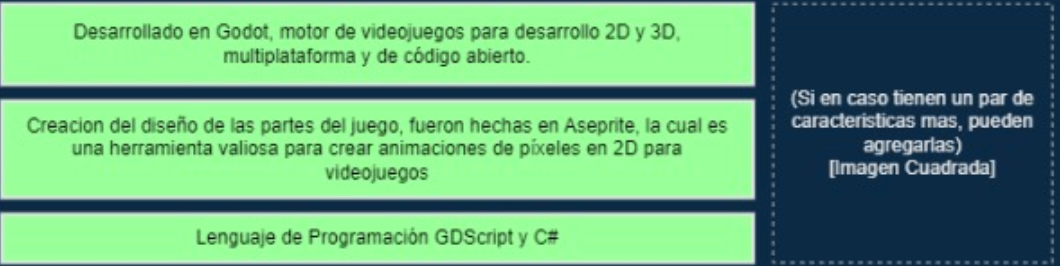 Desarrollado en Godot, motor de videojuegos para desarrollo 2D y 3D,
multiplataforma y de código abierto.
Creacion del diseño de las partes del juego, fueron hechas en Aseprite, la cual es
una herramienta valiosa para crear animaciones de píxeles en 2D para
videojuegos
Lenguaje de Programación GDScript y C#
(Si en caso tienen un par de
caracteristicas mas, pueden
agregarlas)
[Imagen Cuadrada]